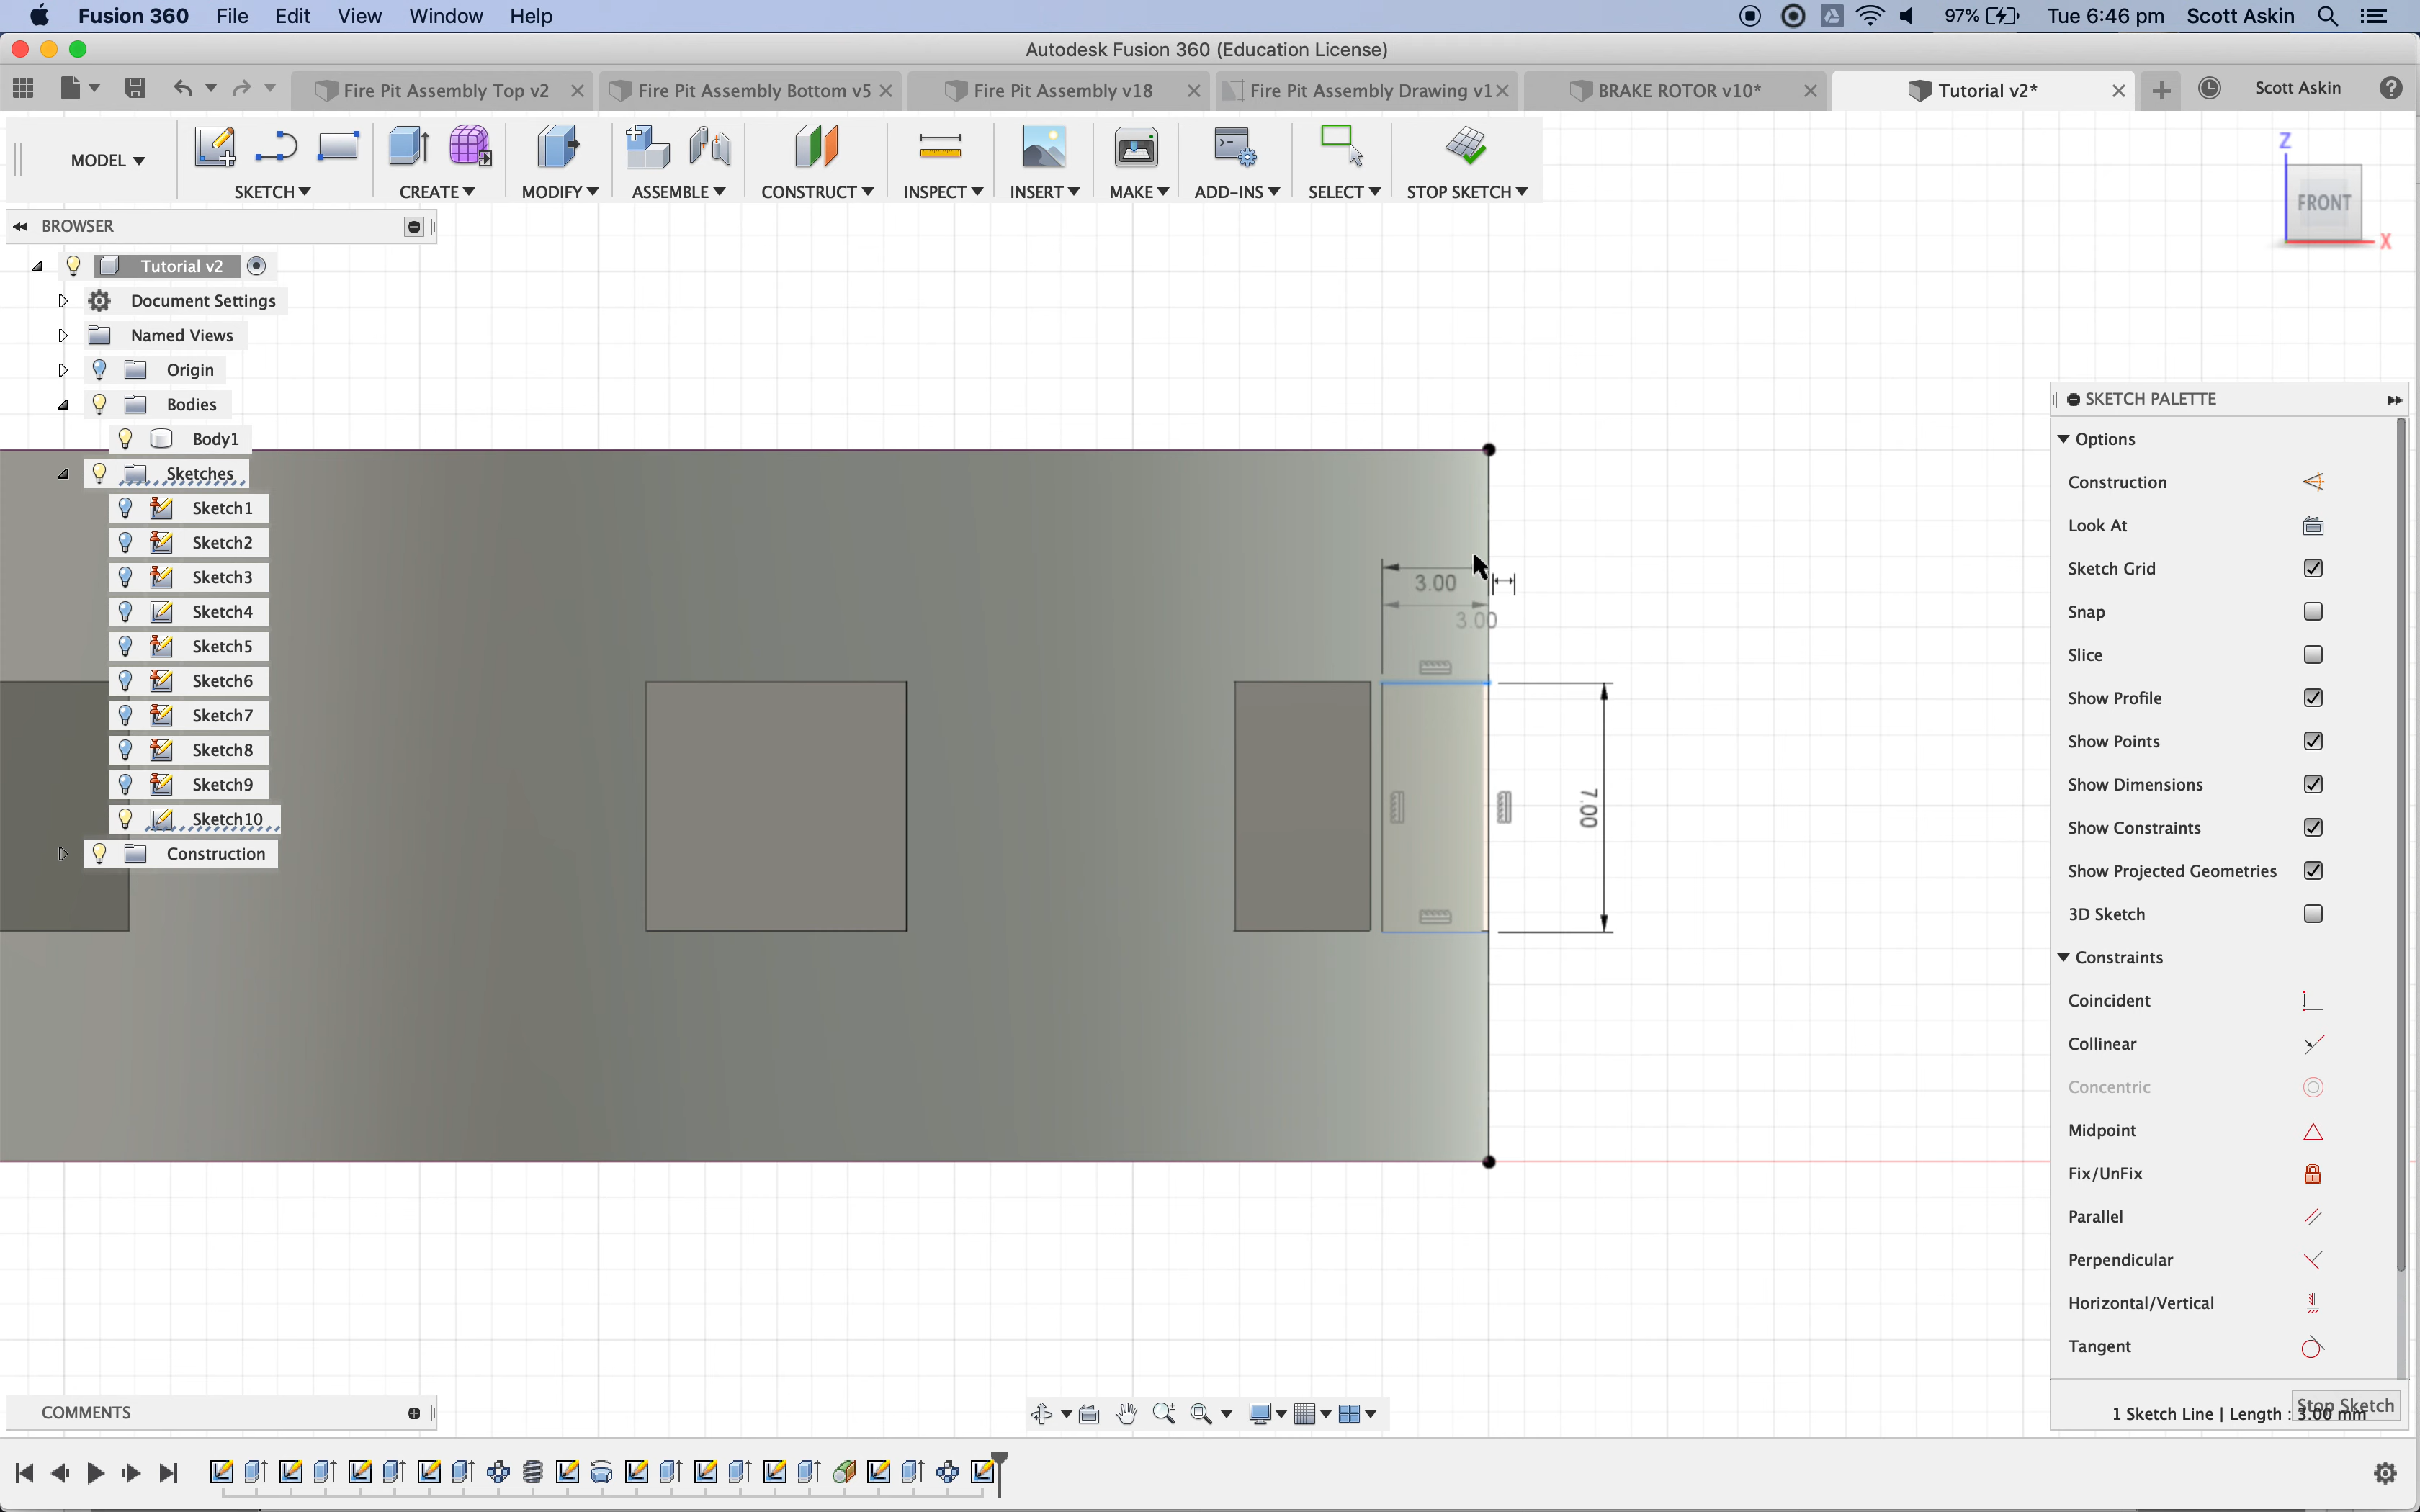 Fusion 360 File Edit View Window Help 97% Tue 6:46 pm Scott Askin
Autodesk Fusion 360 (Education License)
Fire Pit Assembly Top v2 Fire Pit Assembly Bottom v5 Fire Pit Assembly v18 Fire Pit Assembly Drawing v1 BRAKE ROTOR v10* Tutorial v2* Scott Askin
MODEL SKETCH CREATE MODIFY ASSEMBLE CONSTRUCT INSPECT INSERT MAKE ADD-INS SELECT STOP SKETCH
Z
FRONT
X
BROWSER
Tutorial v2
Document Settings
Named Views
Origin
Bodies
Body1
Sketches
Sketch1
Sketch2
Sketch3
Sketch4
Sketch5
Sketch6
Sketch7
Sketch8
Sketch9
Sketch10
Construction
3.00
3.00
7.00
SKETCH PALETTE
Options
Construction
Look At
Sketch Grid
Snap
Slice
Show Profile
Show Points
Show Dimensions
Show Constraints
Show Projected Geometries
3D Sketch
Constraints
Coincident
Collinear
Concentric
Midpoint
Fix/UnFix
Parallel
Perpendicular
Horizontal/Vertical
Tangent
Stop Sketch
1 Sketch Line | Length : 3.00 mm
COMMENTS